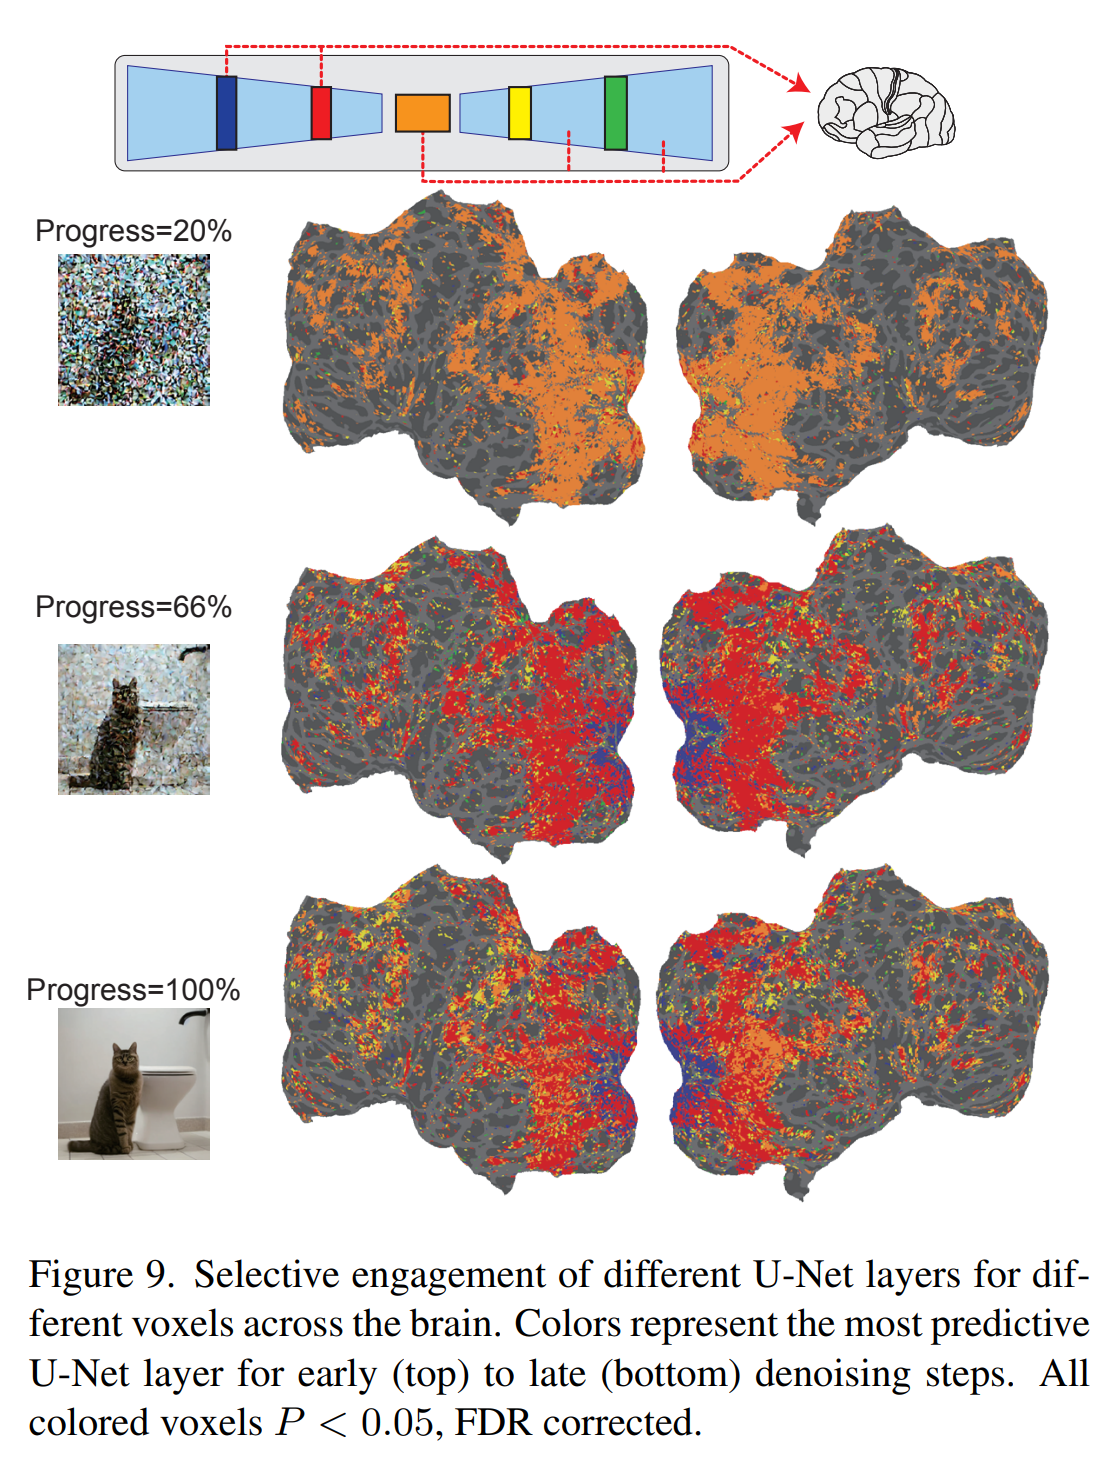 Progress=20%
Progress=66%
Progress=100%
Figure 9. Selective engagement of different U-Net layers for dif-
ferent voxels across the brain. Colors represent the most predictive
U-Net layer for early (top) to late (bottom) denoising steps. All
colored voxels P < 0.05, FDR corrected.